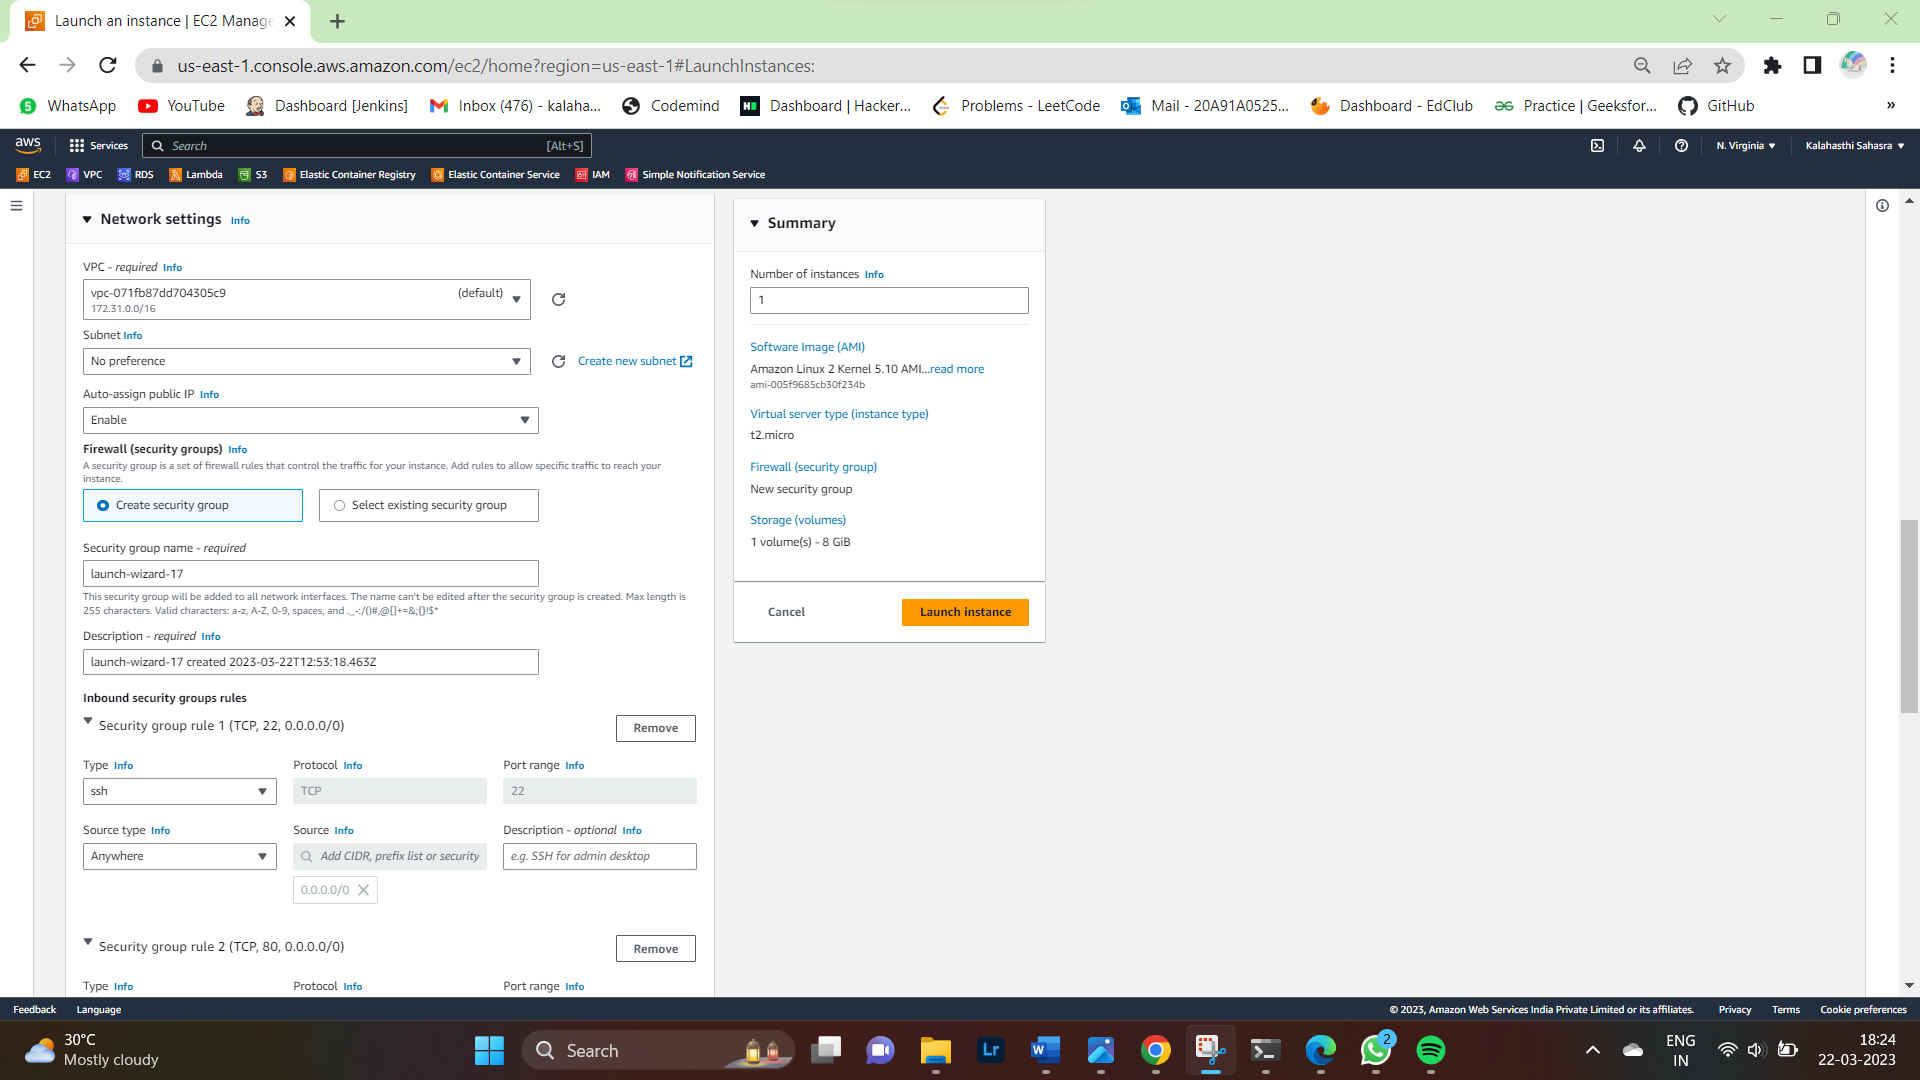 Launch an instance | EC2 Manage
us-east-1.console.aws.amazon.com/ec2/home?region=us-east-1#LaunchInstances:
WhatsApp YouTube Dashboard [Jenkins] Inbox (476) - kalaha... Codemind Dashboard | Hacker... Problems - LeetCode Mail - 20A91A0525... Dashboard - EdClub Practice | Geeksfor... GitHub »
aws Services Search [Alt+S] N. Virginia Kalahasthi Sahasra
EC2 VPC RDS Lambda S3 Elastic Container Registry Elastic Container Service IAM Simple Notification Service
Network settings Info
VPC - required Info
vpc-071fb87dd704305c9 (default)
172.31.0.0/16
Subnet Info
No preference
Create new subnet
Auto-assign public IP Info
Enable
Firewall (security groups) Info
A security group is a set of firewall rules that control the traffic for your instance. Add rules to allow specific traffic to reach your
instance.
Create security group Select existing security group
Security group name - required
launch-wizard-17
This security group will be added to all network interfaces. The name can't be edited after the security group is created. Max length is
255 characters. Valid characters: a-z, A-Z, 0-9, spaces, and ._-:/()#,@[]+=&;{}!$*
Description - required Info
launch-wizard-17 created 2023-03-22T12:53:18.463Z
Inbound security groups rules
Security group rule 1 (TCP, 22, 0.0.0.0/0) Remove
Type Info Protocol Info Port range Info
ssh TCP 22
Source type Info Source Info Description - optional Info
Anywhere Add CIDR, prefix list or security e.g. SSH for admin desktop
0.0.0.0/0
Security group rule 2 (TCP, 80, 0.0.0.0/0) Remove
Type Info Protocol Info Port range Info
Summary
Number of instances Info
1
Software Image (AMI)
Amazon Linux 2 Kernel 5.10 AMI...read more
ami-005f9685cb30f234b
Virtual server type (instance type)
t2.micro
Firewall (security group)
New security group
Storage (volumes)
1 volume(s) - 8 GiB
Cancel Launch instance
Feedback Language © 2023, Amazon Web Services India Private Limited or its affiliates. Privacy Terms Cookie preferences
30°C
Mostly cloudy
Search
Lr
2
ENG
IN
18:24
22-03-2023